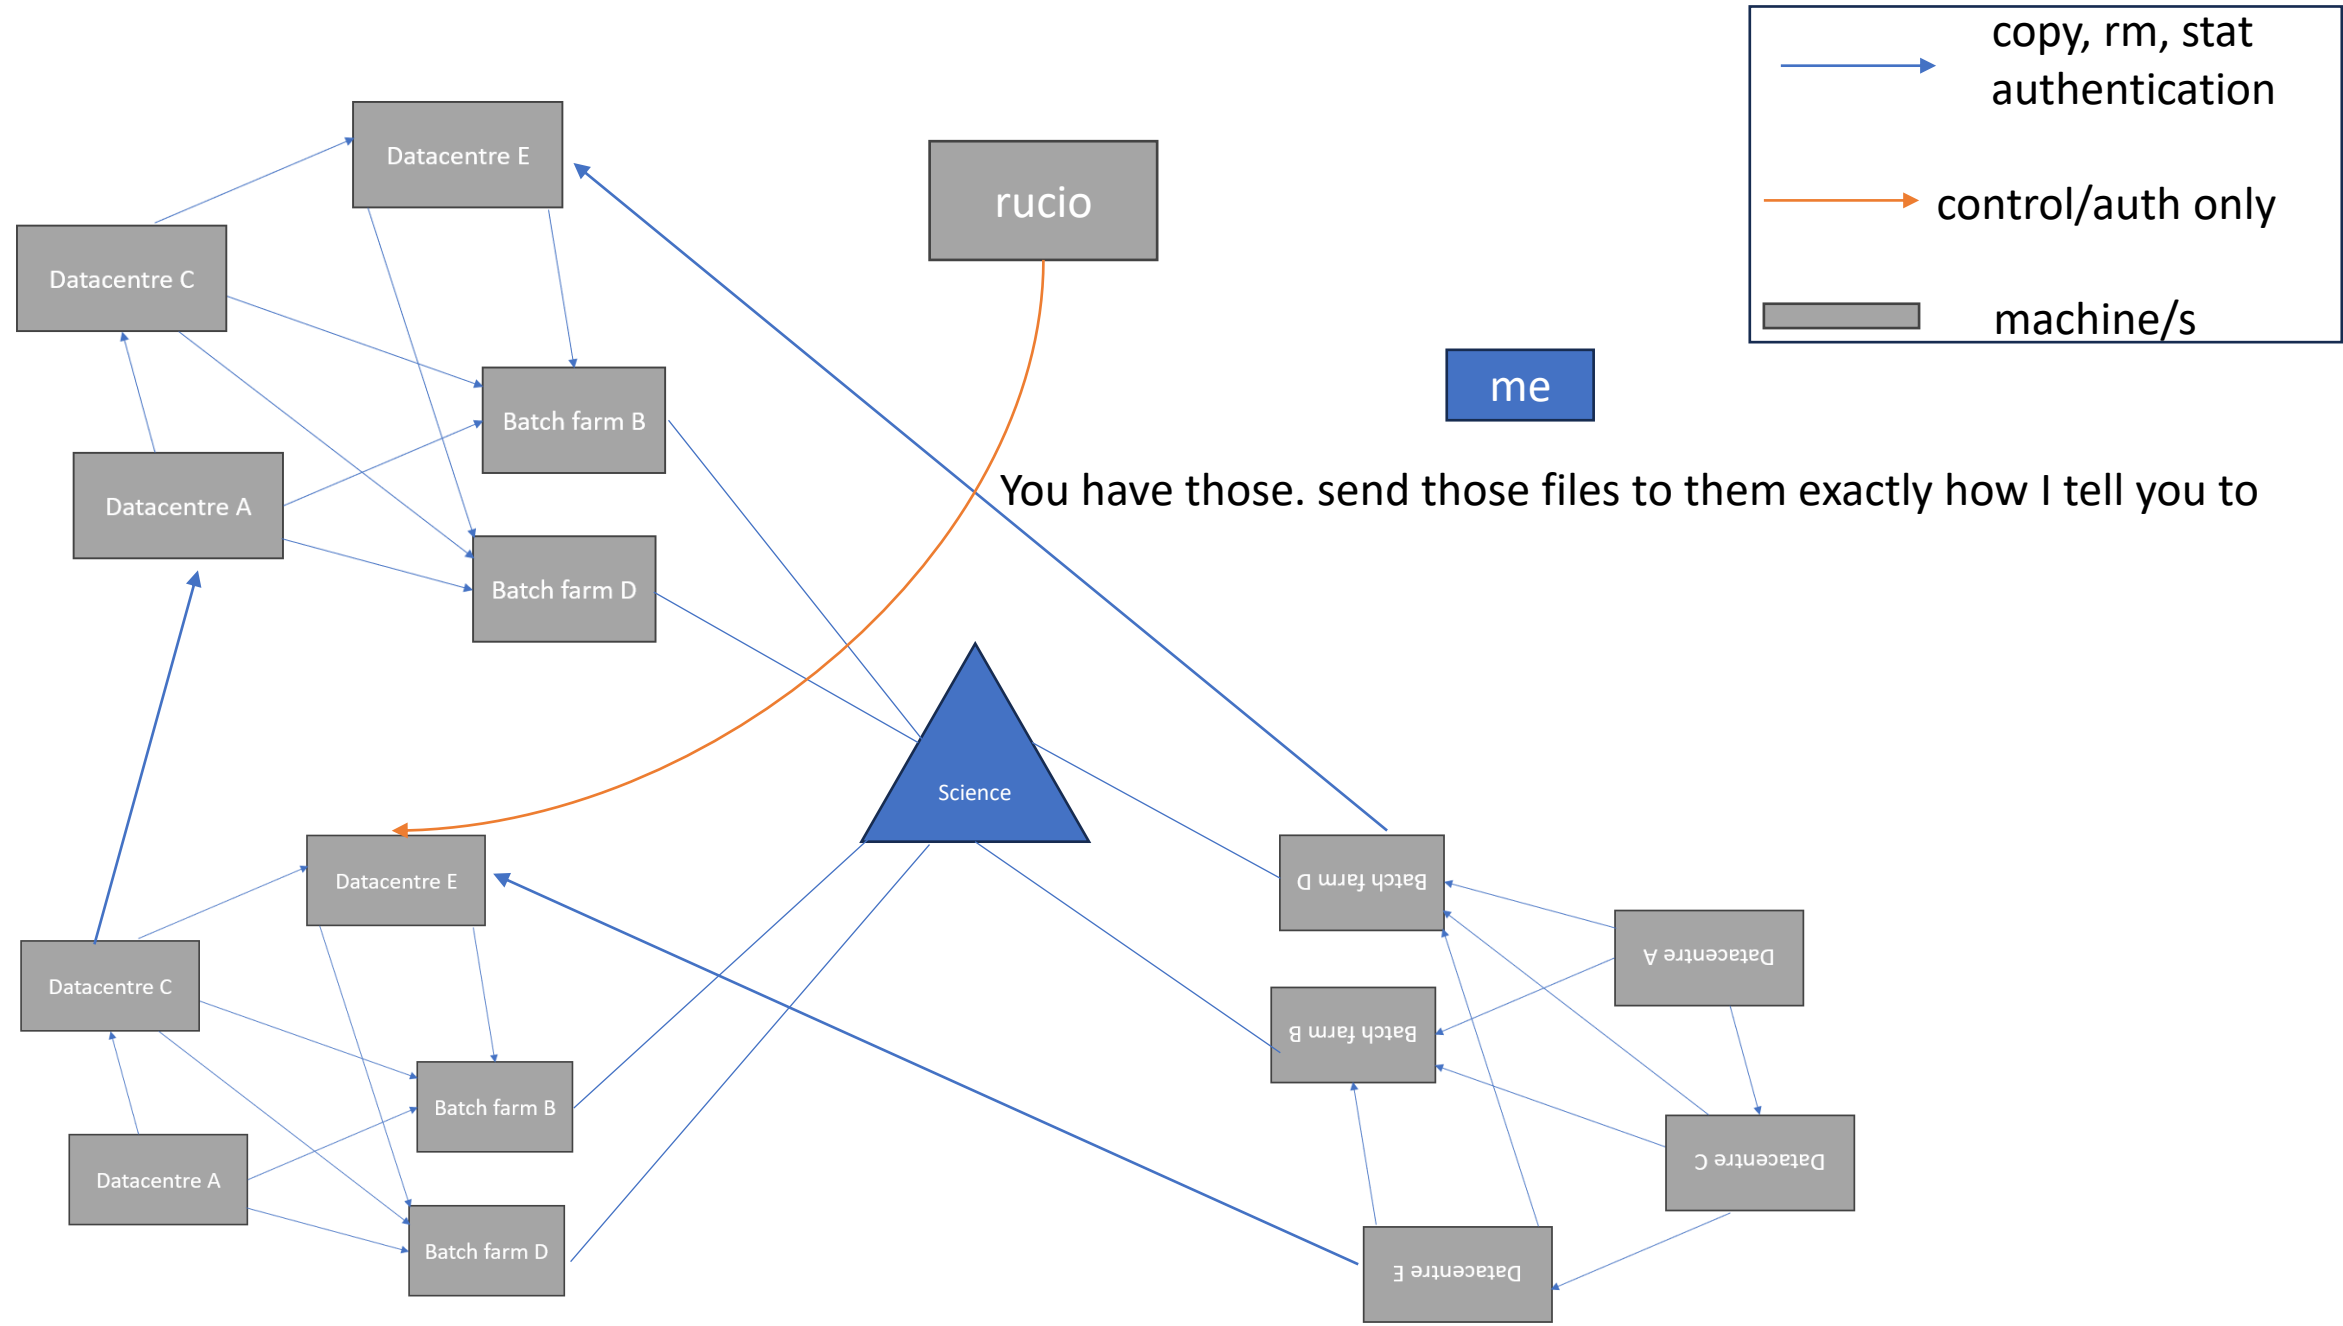 copy, rm, stat
authentication
control/auth only
machine/s
Datacentre E
rucio
Datacentre C
me
Batch farm B
You have those. send those files to them exactly how I tell you to
Datacentre A
Batch farm D
Science
Datacentre E
Batch farm D
Datacentre A
Datacentre C
Batch farm B
Batch farm B
Datacentre C
Datacentre A
Batch farm D
Datacentre E